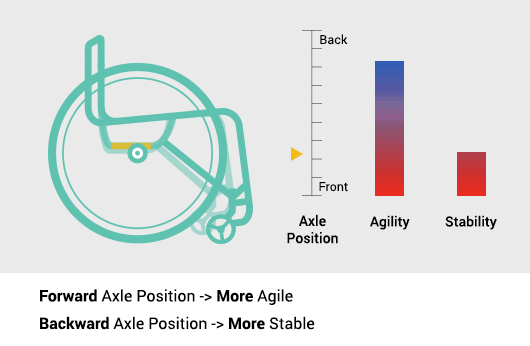 Back
Front
Axle
Position
Agility
Stability
Forward Axle Position -> More Agile
Backward Axle Position -> More Stable